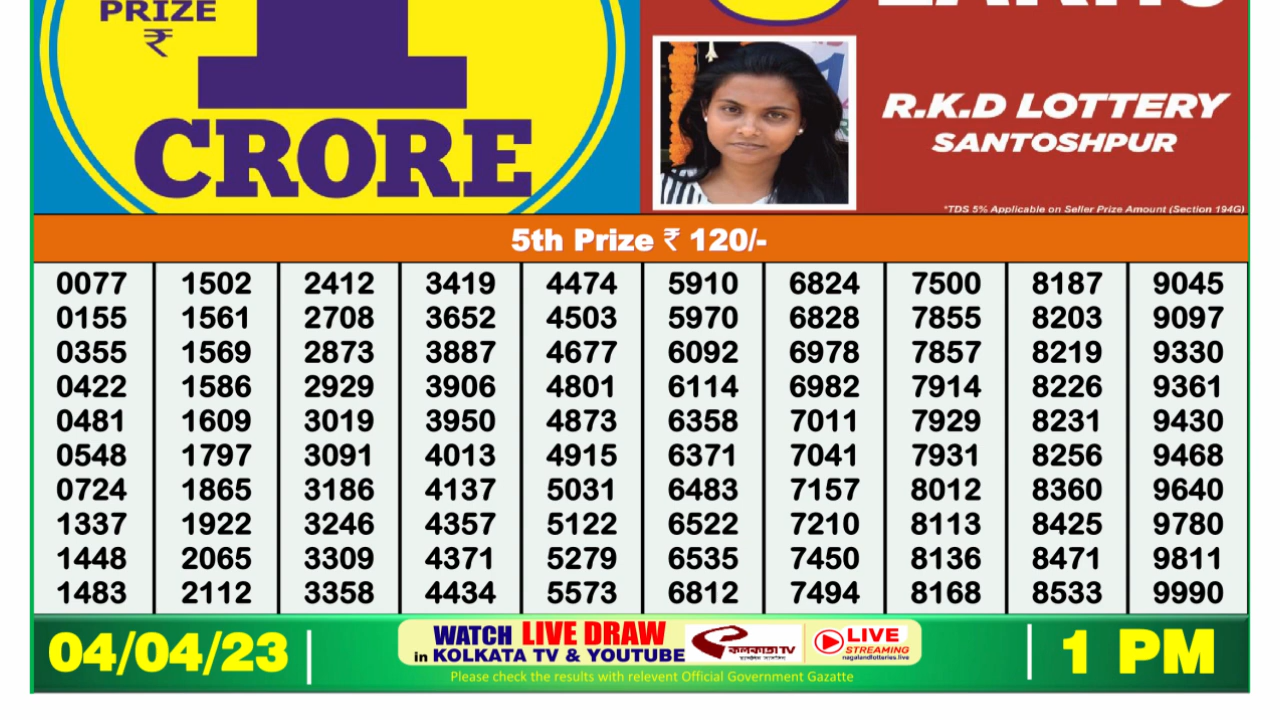 PRIZE
₹
1
CRORE
R.K.D LOTTERY
SANTOSHPUR
*TDS 5% Applicable on Seller Prize Amount (Section 194G)
5th Prize ₹ 120/-
0077 1502 2412 3419 4474 5910 6824 7500 8187 9045
0155 1561 2708 3652 4503 5970 6828 7855 8203 9097
0355 1569 2873 3887 4677 6092 6978 7857 8219 9330
0422 1586 2929 3906 4801 6114 6982 7914 8226 9361
0481 1609 3019 3950 4873 6358 7011 7929 8231 9430
0548 1797 3091 4013 4915 6371 7041 7931 8256 9468
0724 1865 3186 4137 5031 6483 7157 8012 8360 9640
1337 1922 3246 4357 5122 6522 7210 8113 8425 9780
1448 2065 3309 4371 5279 6535 7450 8136 8471 9811
1483 2112 3358 4434 5573 6812 7494 8168 8533 9990
04/04/23
WATCH LIVE DRAW
in KOLKATA TV & YOUTUBE
কলকাতা TV
LIVE
STREAMING
nagalandlotteries.live
Please check the results with relevent Official Government Gazatte
1 PM